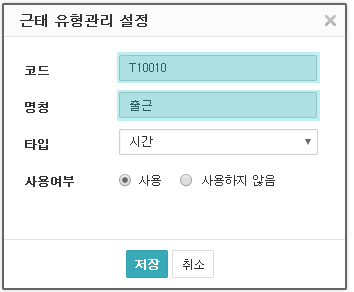 근태 유형관리 설정
코드 T10010
명칭 출근
타입 시간
사용여부 사용 사용하지 않음
저장 취소